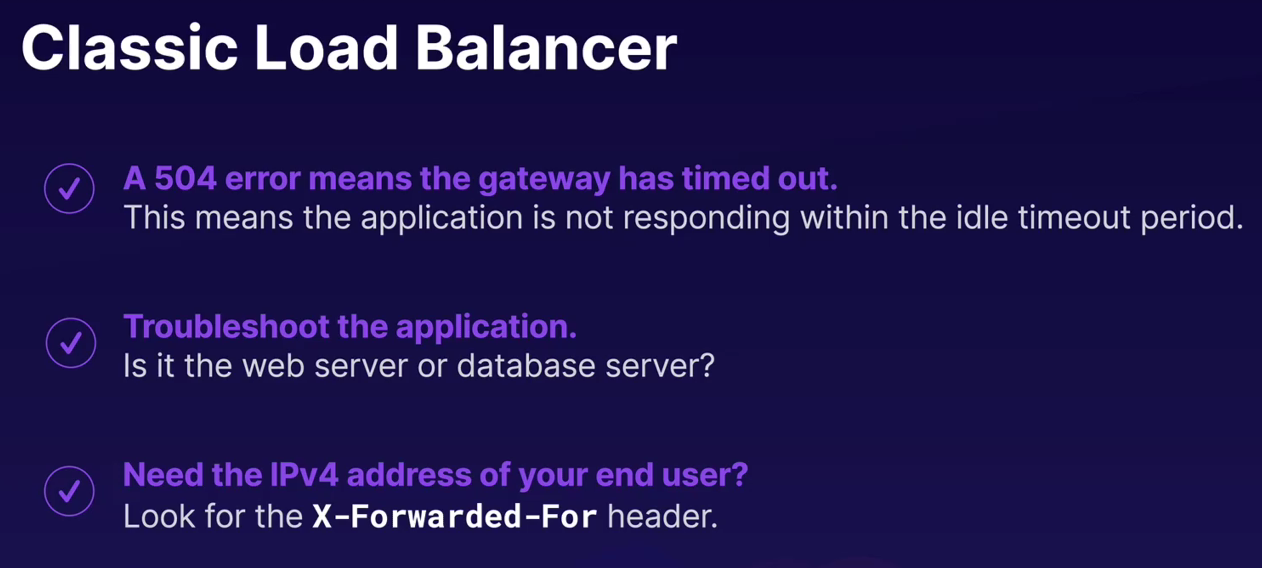 Classic Load Balancer
A 504 error means the gateway has timed out.
This means the application is not responding within the idle timeout period.
Troubleshoot the application.
Is it the web server or database server?
Need the IPv4 address of your end user?
Look for the X-Forwarded-For header.